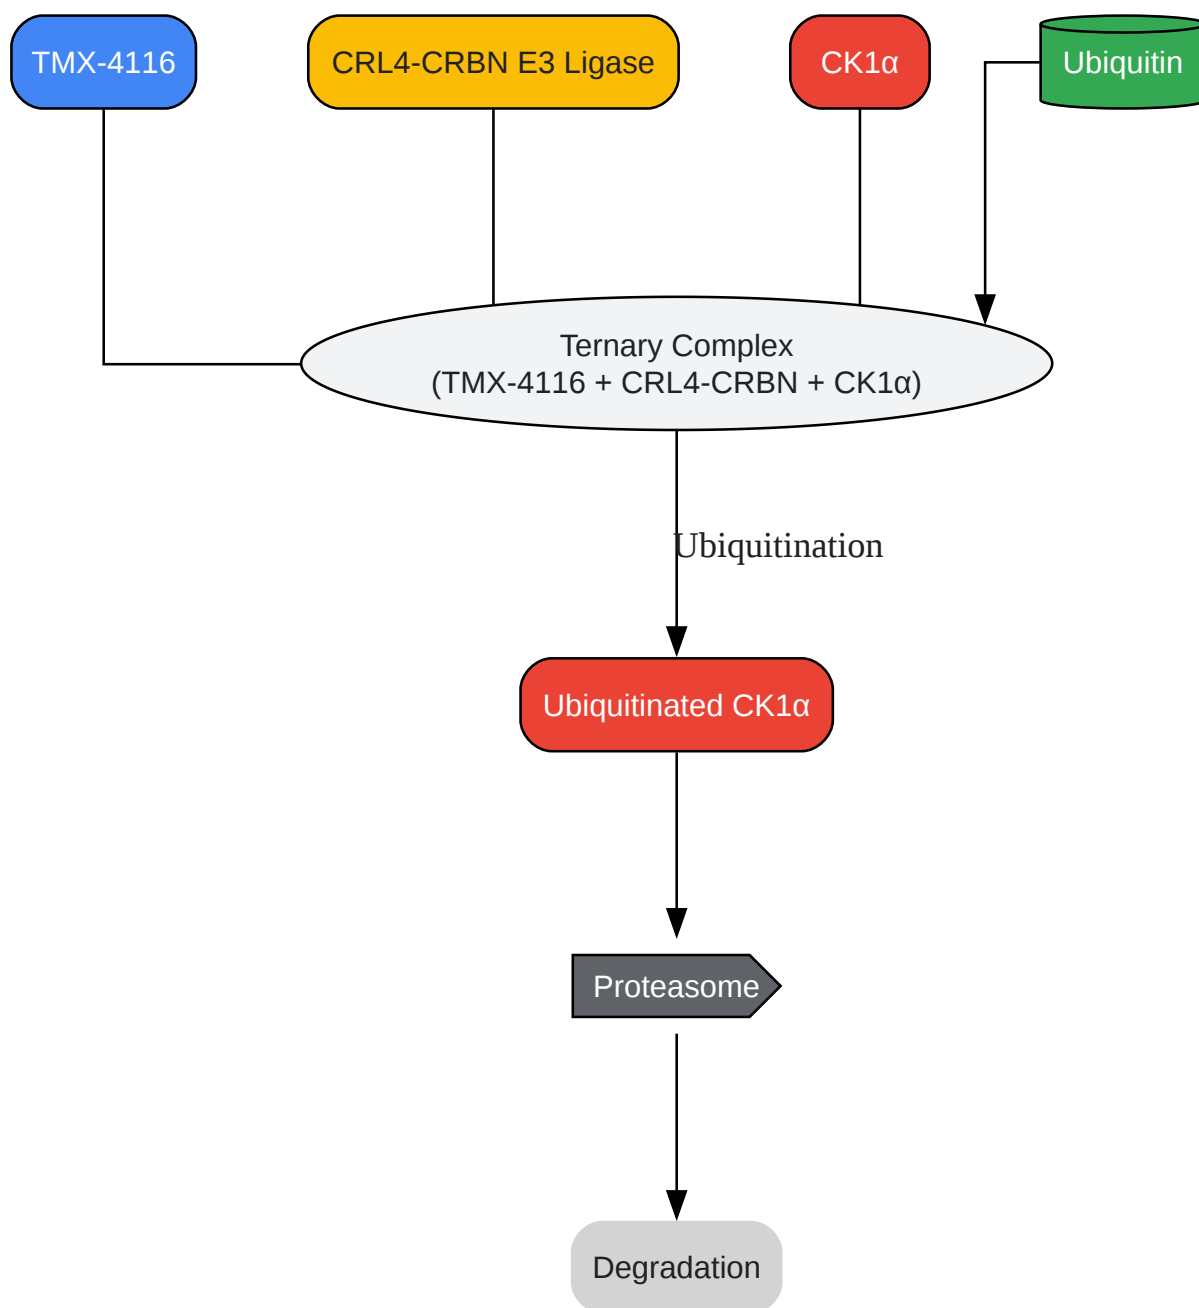 TMX-4116
CRL4-CRBN E3 Ligase
CK1α
Ubiquitin
Ternary Complex
(TMX-4116 + CRL4-CRBN + CK1α)
Ubiquitination
Ubiquitinated CK1α
Proteasome
Degradation